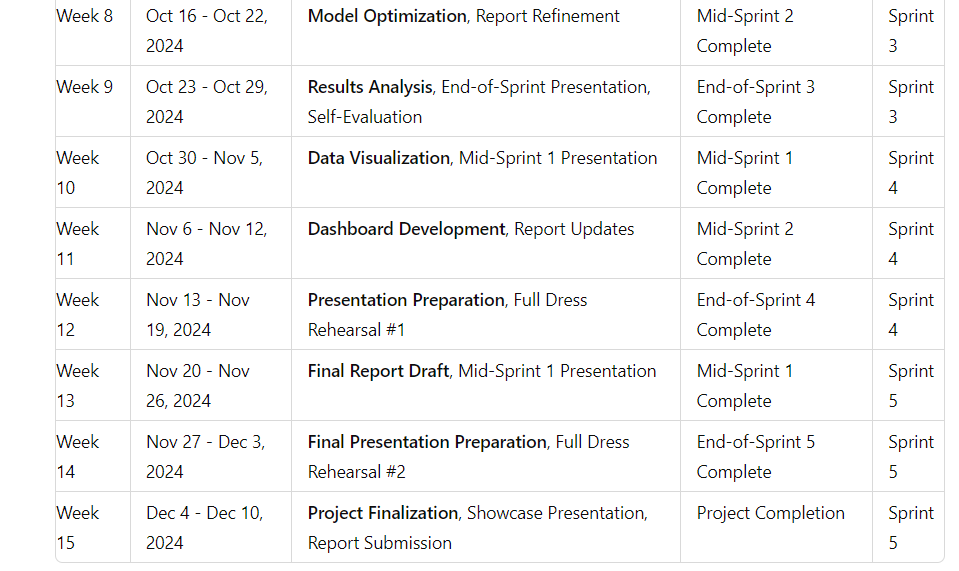 Week 8 Oct 16 - Oct 22, Model Optimization, Report Refinement Mid-Sprint 2 Sprint
2024 Complete 3
Week 9 Oct 23 - Oct 29, Results Analysis, End-of-Sprint Presentation, End-of-Sprint 3 Sprint
2024 Self-Evaluation Complete 3
Week Oct 30 - Nov 5, Data Visualization, Mid-Sprint 1 Presentation Mid-Sprint 1 Sprint
10 2024 Complete 4
Week Nov 6 - Nov 12, Dashboard Development, Report Updates Mid-Sprint 2 Sprint
11 2024 Complete 4
Week Nov 13 - Nov Presentation Preparation, Full Dress End-of-Sprint 4 Sprint
12 19, 2024 Rehearsal #1 Complete 4
Week Nov 20 - Nov Final Report Draft, Mid-Sprint 1 Presentation Mid-Sprint 1 Sprint
13 26, 2024 Complete 5
Week Nov 27 - Dec 3, Final Presentation Preparation, Full Dress End-of-Sprint 5 Sprint
14 2024 Rehearsal #2 Complete 5
Week Dec 4 - Dec 10, Project Finalization, Showcase Presentation, Project Completion Sprint
15 2024 Report Submission 5